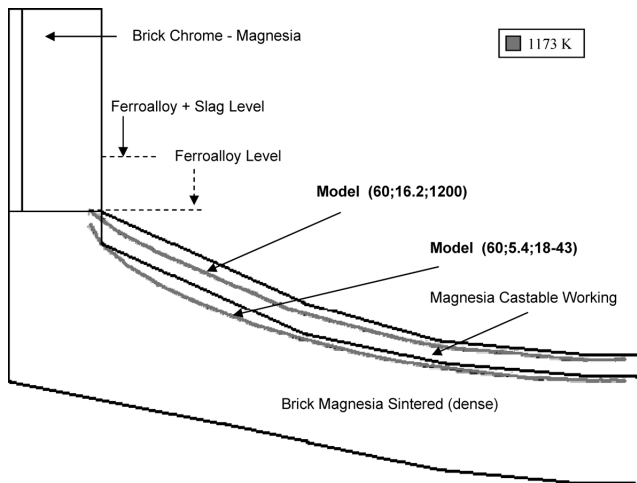 Brick Chrome - Magnesia
1173 K
Ferroalloy + Slag Level
Ferroalloy Level
Model (60;16.2;1200)
Model (60;5.4;18-43)
Magnesia Castable Working
Brick Magnesia Sintered (dense)